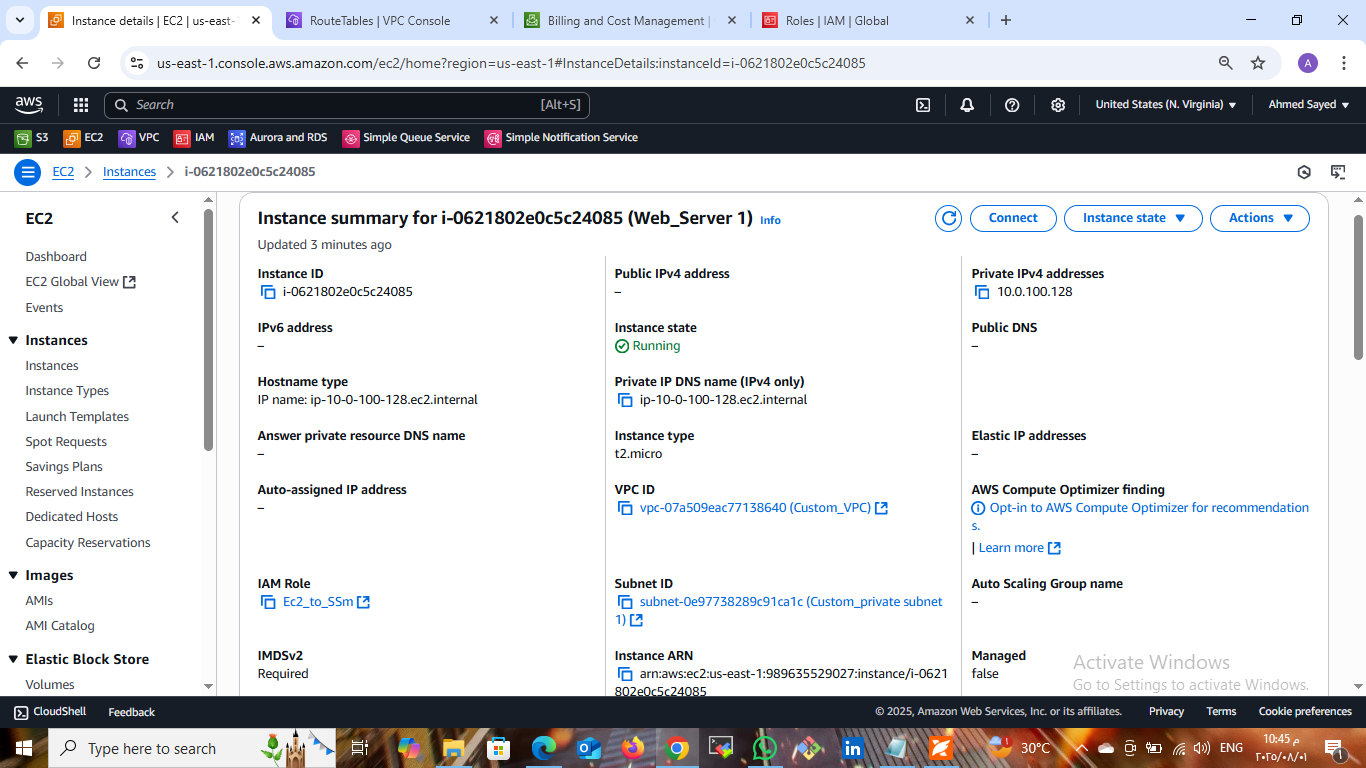 Instance details | EC2 | us-east-
RouteTables | VPC Console
Billing and Cost Management |
Roles | IAM | Global
us-east-1.console.aws.amazon.com/ec2/home?region=us-east-1#InstanceDetails:instanceId=i-0621802e0c5c24085
A
aws
Search
[Alt+S]
United States (N. Virginia)
Ahmed Sayed
S3
EC2
VPC
IAM
Aurora and RDS
Simple Queue Service
Simple Notification Service
EC2
Instances
i-0621802e0c5c24085
EC2
Dashboard
EC2 Global View
Events
Instances
Instances
Instance Types
Launch Templates
Spot Requests
Savings Plans
Reserved Instances
Dedicated Hosts
Capacity Reservations
Images
AMIs
AMI Catalog
Elastic Block Store
Volumes
Instance summary for i-0621802e0c5c24085 (Web_Server 1) Info
Updated 3 minutes ago
Connect
Instance state
Actions
Instance ID
i-0621802e0c5c24085
Public IPv4 address
–
Private IPv4 addresses
10.0.100.128
IPv6 address
–
Instance state
Running
Public DNS
–
Hostname type
IP name: ip-10-0-100-128.ec2.internal
Private IP DNS name (IPv4 only)
ip-10-0-100-128.ec2.internal
Answer private resource DNS name
–
Instance type
t2.micro
Elastic IP addresses
–
Auto-assigned IP address
–
VPC ID
vpc-07a509eac77138640 (Custom_VPC)
AWS Compute Optimizer finding
Opt-in to AWS Compute Optimizer for recommendation
s.
| Learn more
IAM Role
Ec2_to_SSm
Subnet ID
subnet-0e97738289c91ca1c (Custom_private subnet
1)
Auto Scaling Group name
–
IMDSv2
Required
Instance ARN
arn:aws:ec2:us-east-1:989635529027:instance/i-0621
802e0c5c24085
Managed
false
Activate Windows
Go to Settings to activate Windows.
CloudShell
Feedback
© 2025, Amazon Web Services, Inc. or its affiliates.
Privacy
Terms
Cookie preferences
Type here to search
30°C
ENG
10:45 م
٢٠٢٥/٠٨/٠١
1